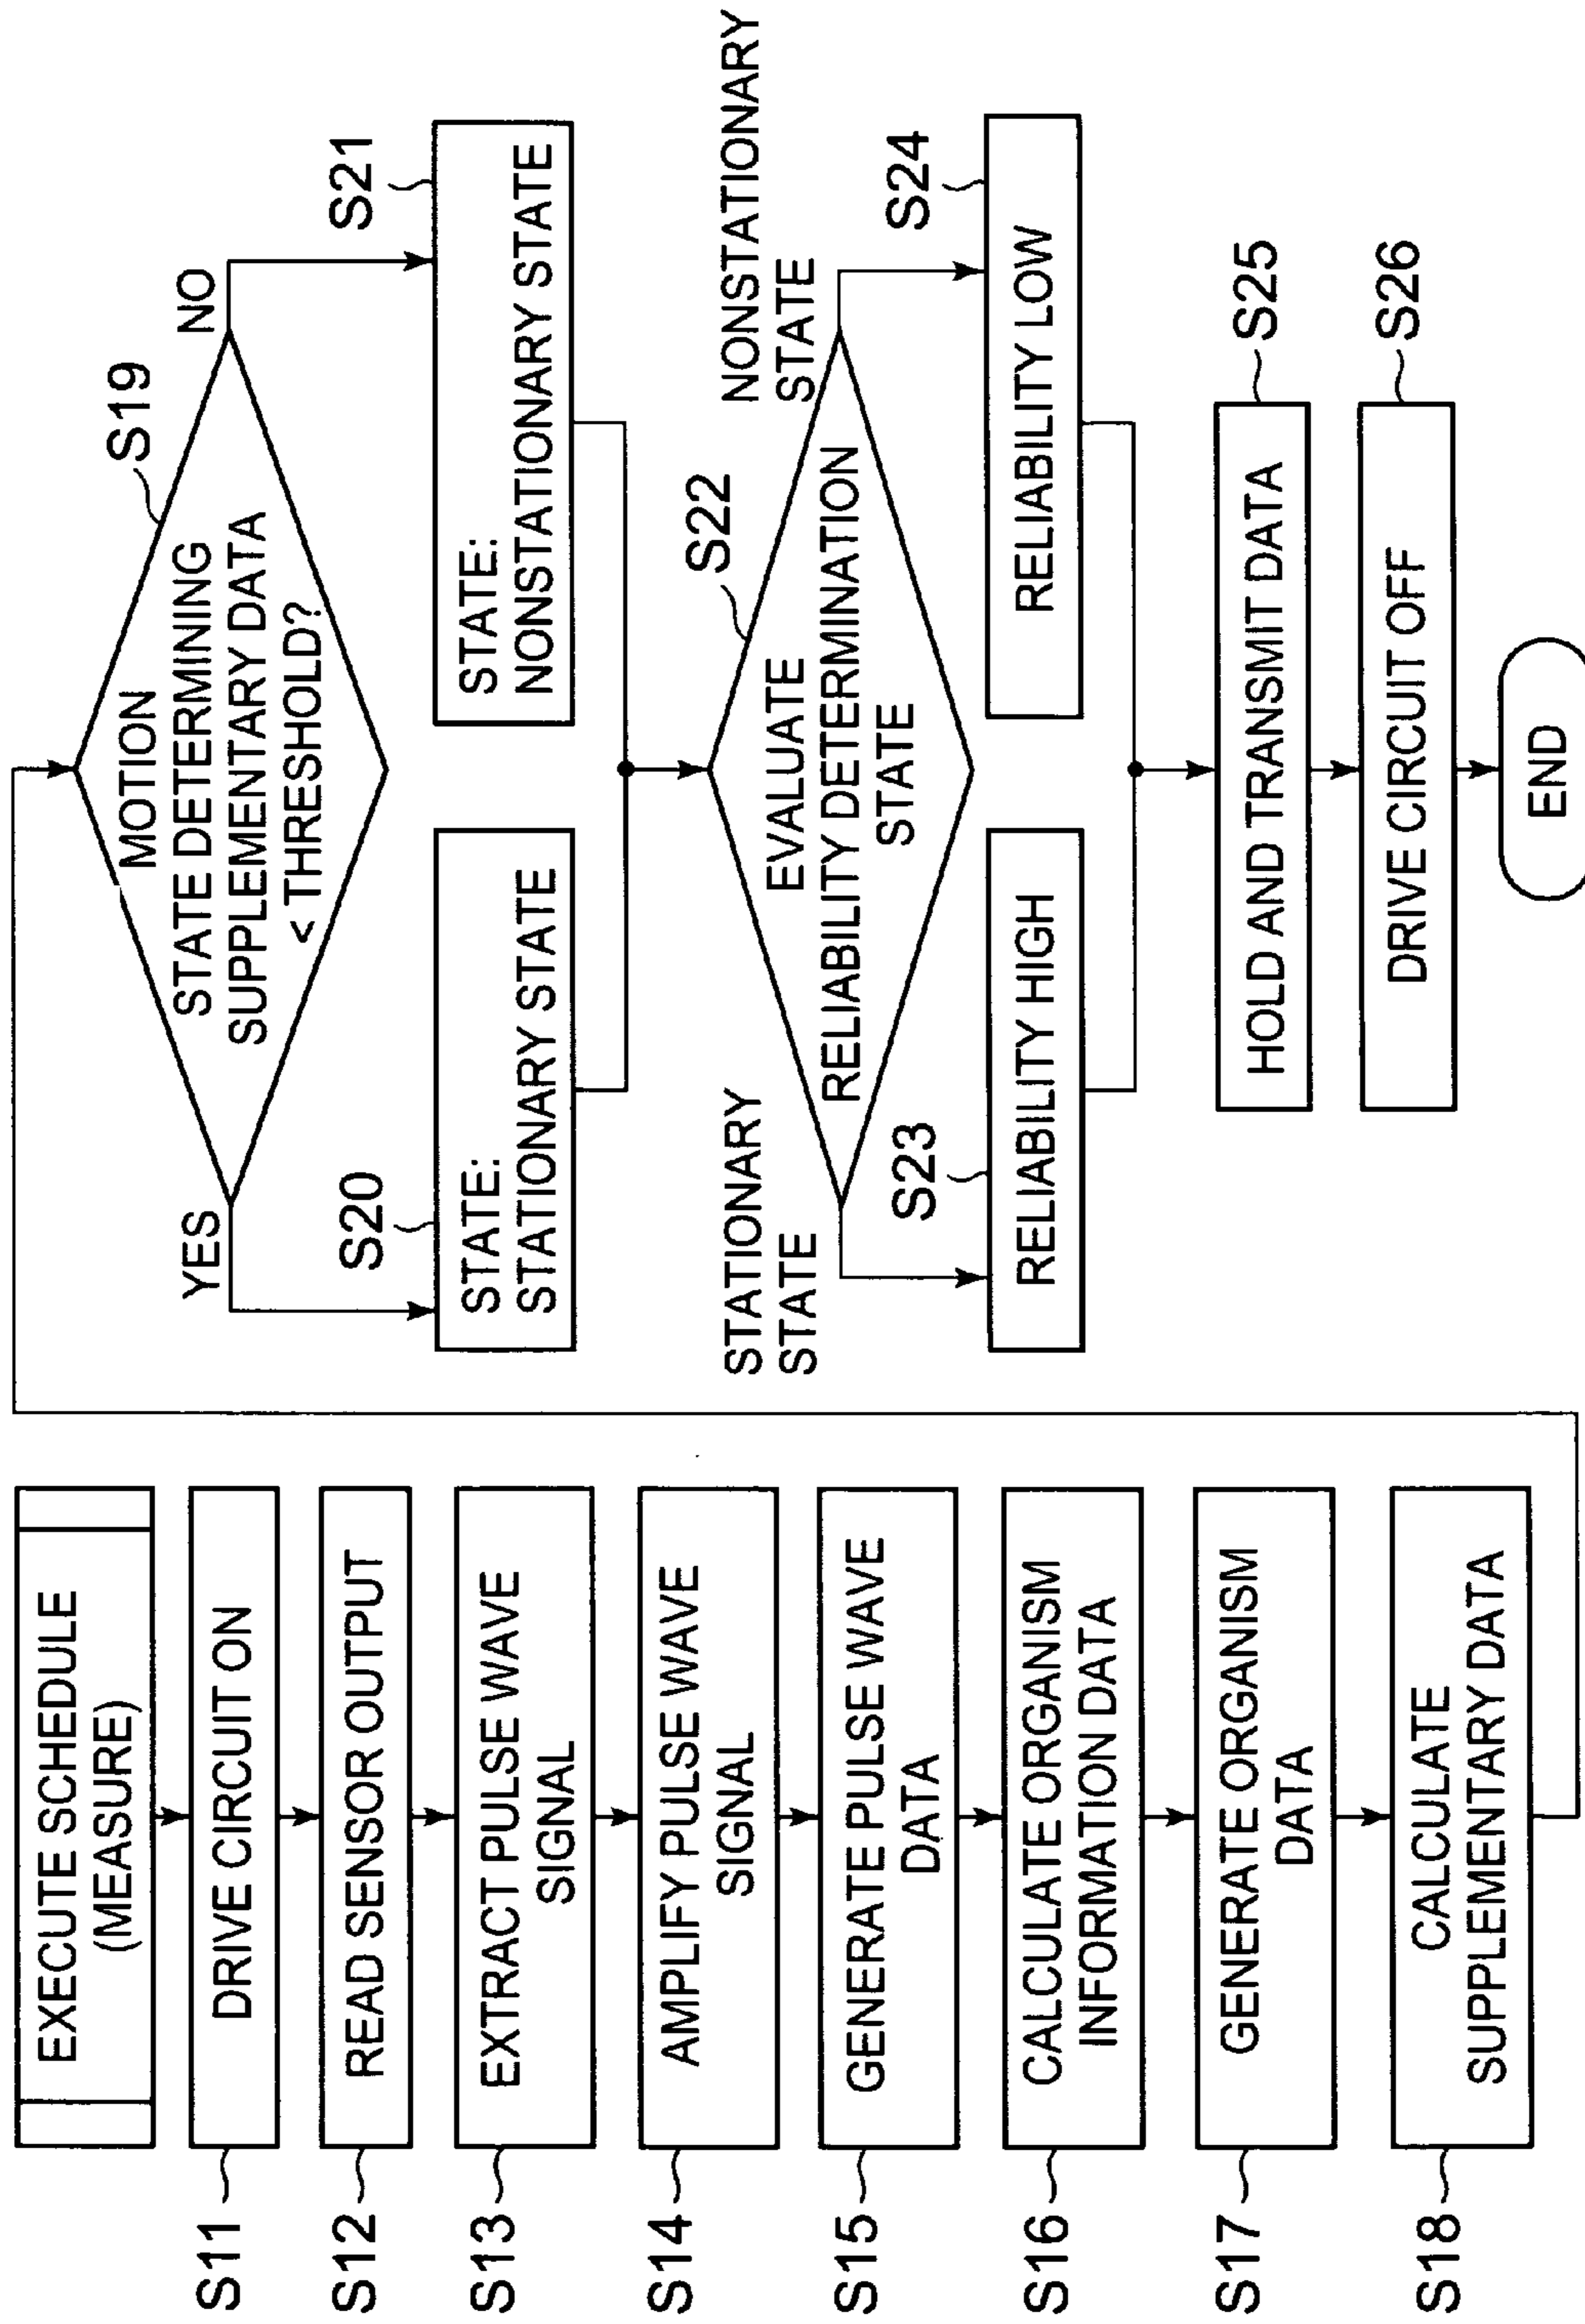 EXECUTE SCHEDULE
(MEASURE)
S11
DRIVE CIRCUIT ON
S12
READ SENSOR OUTPUT
S13
EXTRACT PULSE WAVE
SIGNAL
S14
AMPLIFY PULSE WAVE
SIGNAL
S15
GENERATE PULSE WAVE
DATA
S16
CALCULATE ORGANISM
INFORMATION DATA
S17
GENERATE ORGANISM
DATA
S18
CALCULATE
SUPPLEMENTARY DATA
S19
MOTION
STATE DETERMINING
SUPPLEMENTARY DATA
< THRESHOLD?
YES
NO
S20
STATE:
STATIONARY STATE
S21
STATE:
NONSTATIONARY STATE
S22
EVALUATE
RELIABILITY DETERMINATION
STATE
STATIONARY
STATE
NONSTATIONARY
STATE
S23
RELIABILITY HIGH
S24
RELIABILITY LOW
S25
HOLD AND TRANSMIT DATA
S26
DRIVE CIRCUIT OFF
END